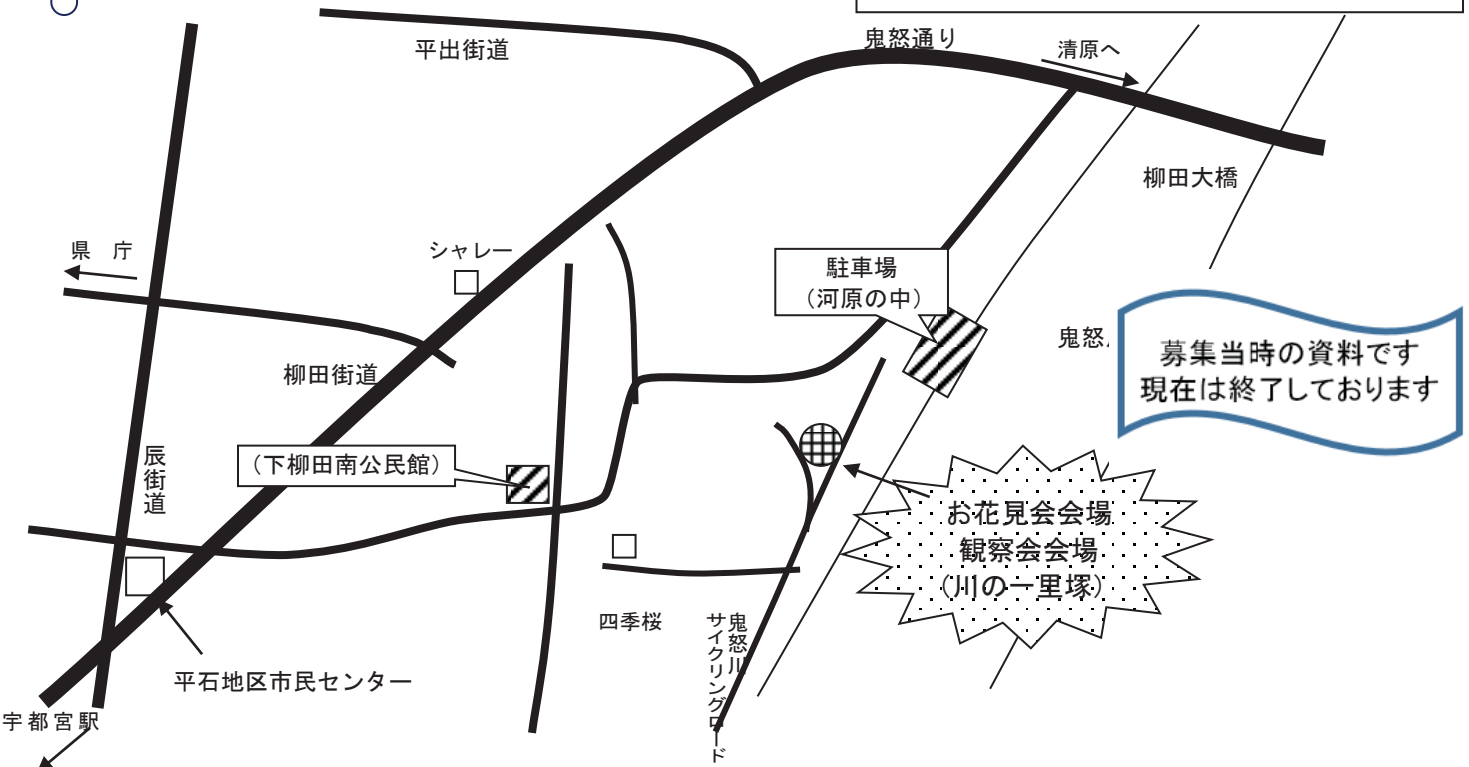 平出街道
鬼怒通り
清原へ
柳田大橋
県 庁
シャレー
駐車場
（河原の中）
鬼怒
募集当時の資料です
現在は終了しております
柳田街道
辰街道
（下柳田南公民館）
お花見会会場
観察会会場
（川の一里塚）
四季桜
鬼怒川
サイクリングロード
平石地区市民センター
宇都宮駅